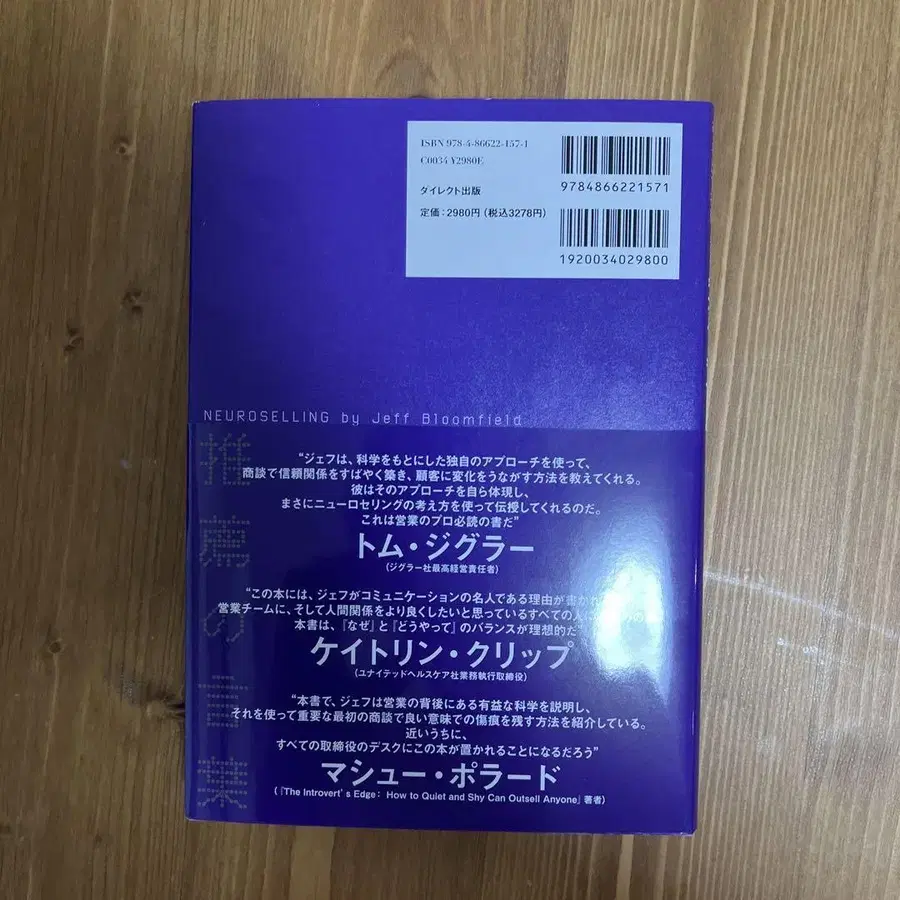 ISBN 978-4-86622-157-1
C0034 ¥2980E
ダイレクト出版
定価:2980円(税込3278円)
9784866221571
1920034029800
NEUROSELLING by Jeff Bloomfield
推薦の言葉
“ジェフは、科学をもとにした独自のアプローチを使って、
商談で信頼関係をすばやく築き、顧客に変化をうながす方法を教えてくれる。
彼はそのアプローチを自ら体現し、
まさにニューロセリングの考え方を使って伝授してくれるのだ。
これは営業のプロ必読の書だ”
トム・ジグラー
(ジグラー社最高経営責任者)
“この本には、ジェフがコミュニケーションの名人である理由が書かれ
営業チームに、そして人間関係をより良くしたいと思っているすべての人に
本書は、『なぜ』と『どうやって』のバランスが理想的だ”
ケイトリン・クリップ
(ユナイテッドヘルスケア社業務執行取締役)
“本書で、ジェフは営業の背後にある有益な科学を説明し、
それを使って重要な最初の商談で良い意味での傷痕を残す方法を紹介している。
近いうちに、
すべての取締役のデスクにこの本が置かれることになるだろう”
マシュー・ポラード
(『The Introvert's Edge: How to Quiet and Shy Can Outsell Anyone』著者)